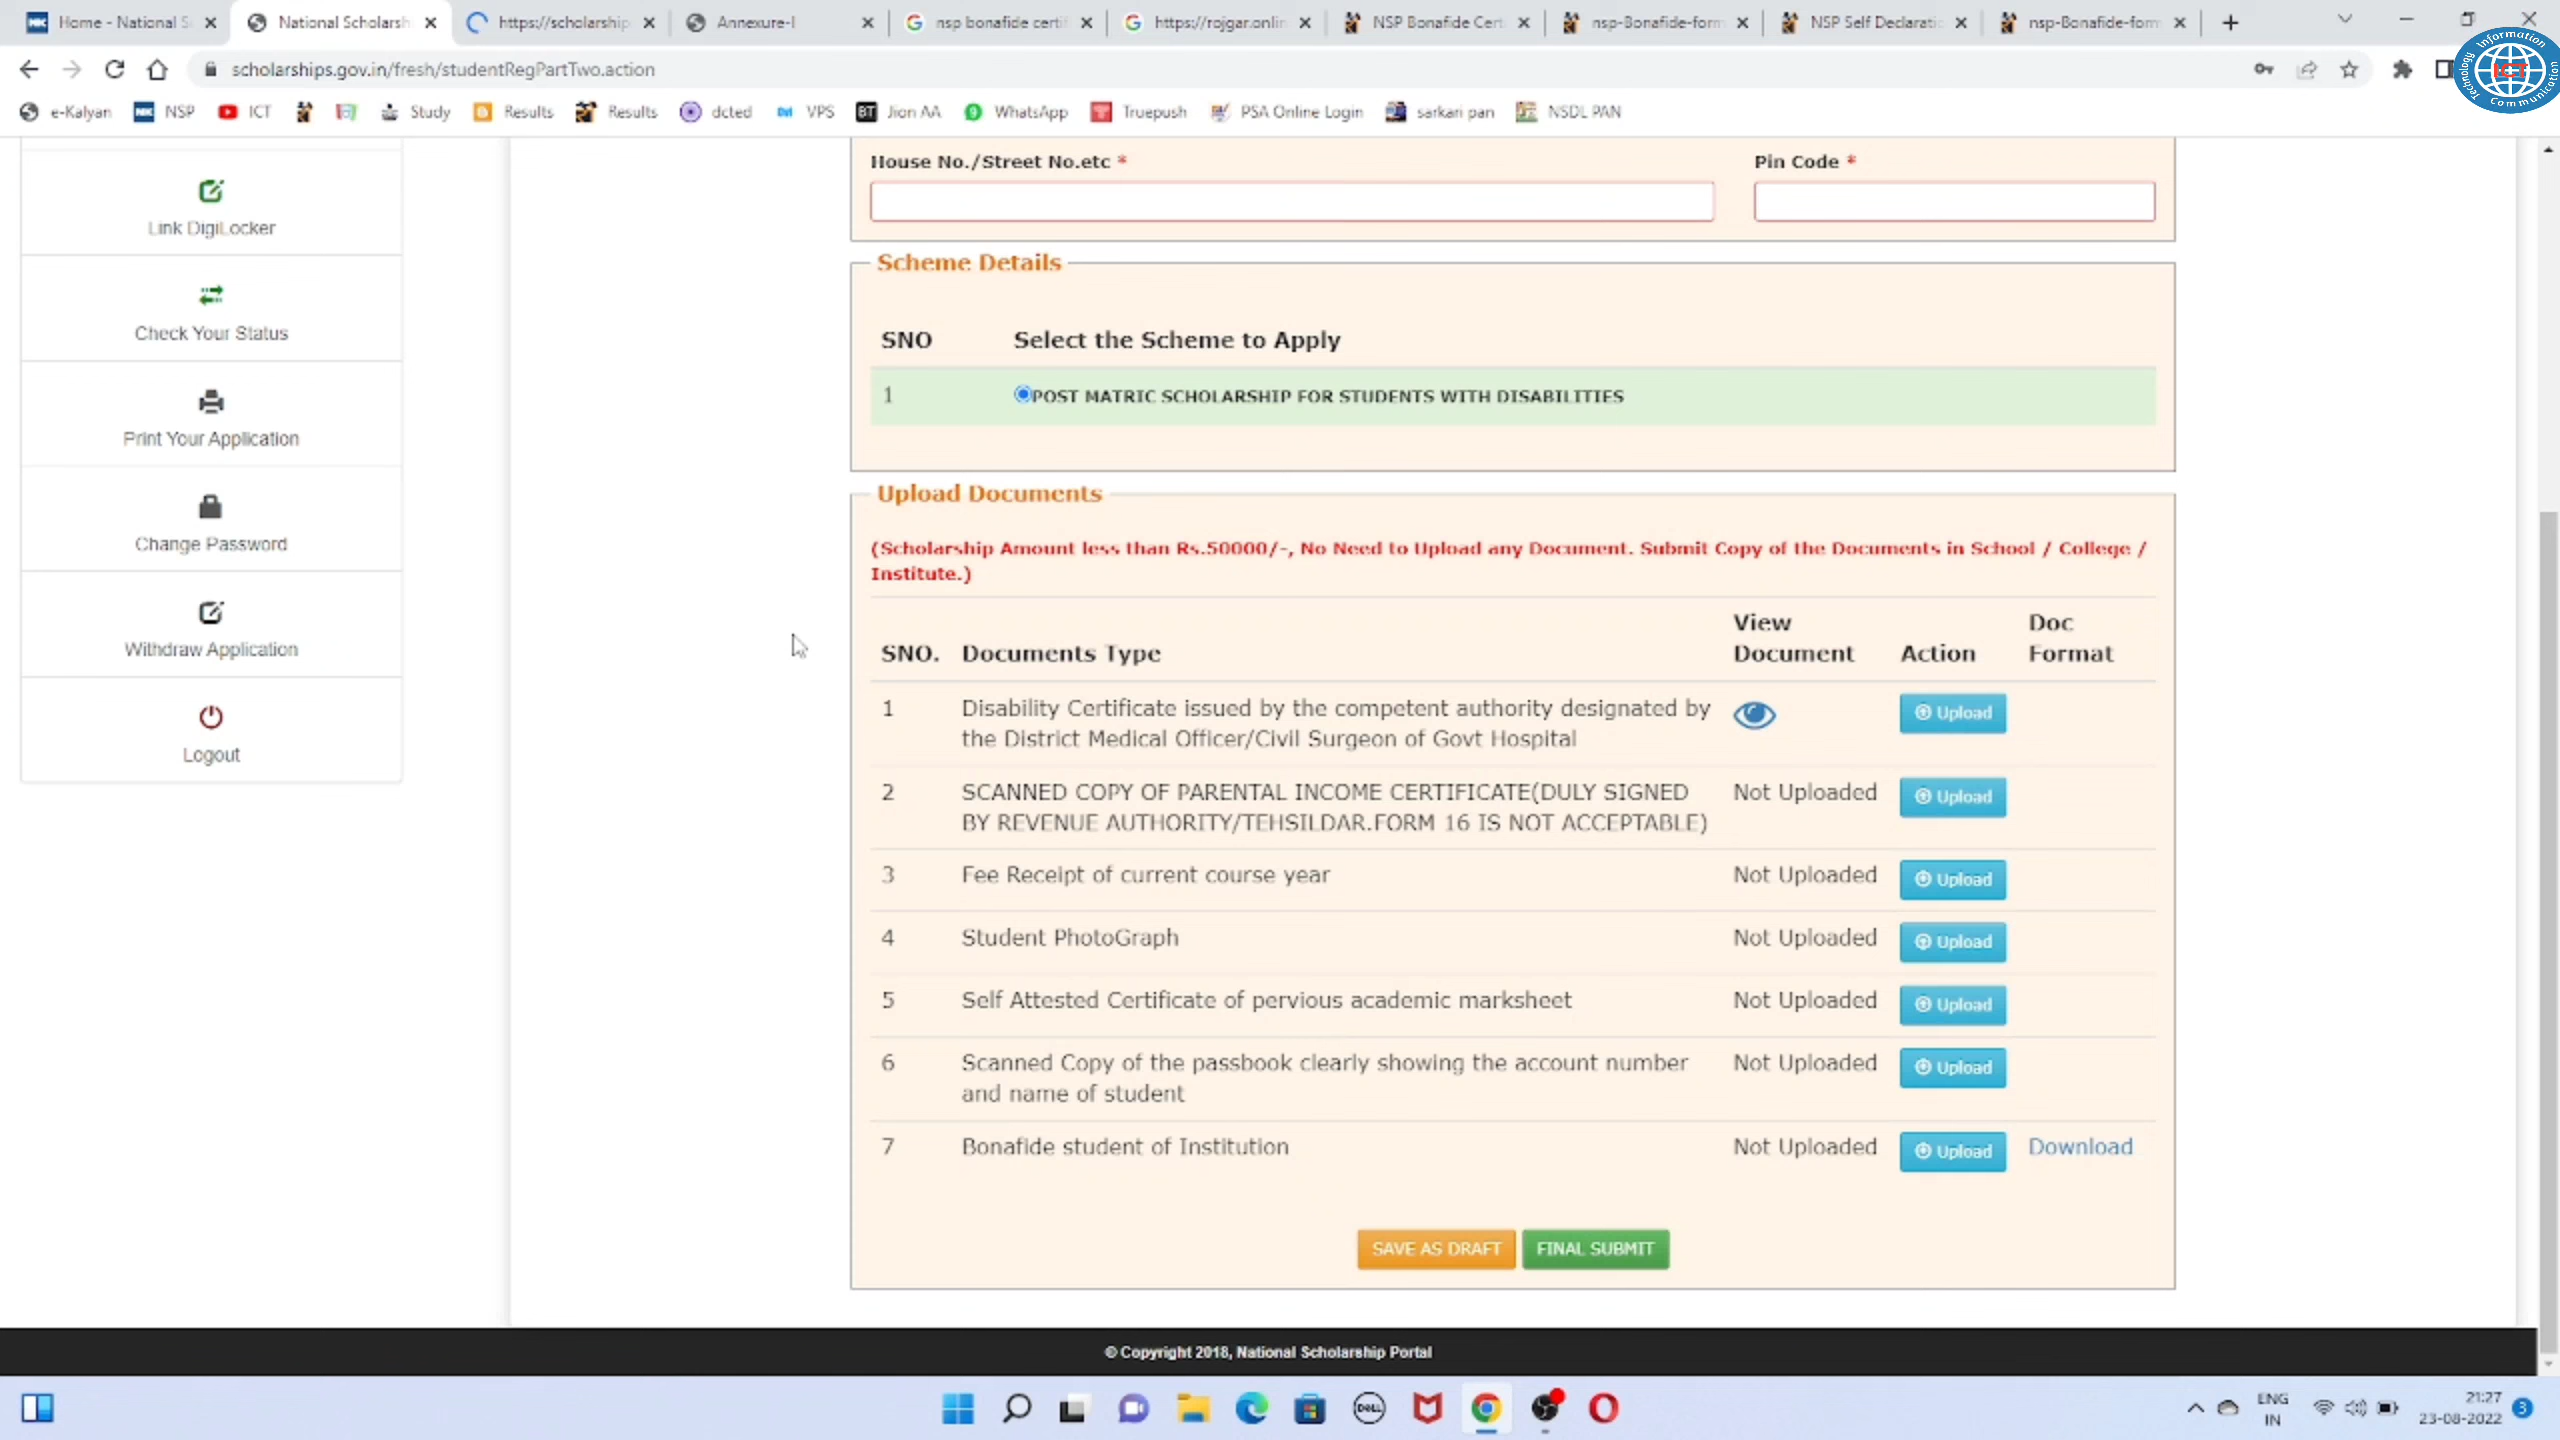 Home - National S
National Scholarsh
https://scholarship
Annexure-I
nsp bonafide certif
https://rojgar.onlin
NSP Bonafide Cert
nsp-Bonafide-form
NSP Self Declarati
nsp-Bonafide-form
scholarships.gov.in/fresh/studentRegPartTwo.action
Information
Communication
Technology
ICT
e-Kalyan
NSP
ICT
Study
Results
Results
dcted
VPS
BT
Jion AA
WhatsApp
Truepush
PSA Online Login
sarkari pan
NSDL PAN
House No./Street No.etc *
Pin Code *
Link DigiLocker
Check Your Status
Print Your Application
Change Password
Withdraw Application
Logout
Scheme Details
SNO Select the Scheme to Apply
1 POST MATRIC SCHOLARSHIP FOR STUDENTS WITH DISABILITIES
Upload Documents
(Scholarship Amount less than Rs.50000/-, No Need to Upload any Document. Submit Copy of the Documents in School / College /
Institute.)
View Doc
SNO. Documents Type Document Action Format
1 Disability Certificate issued by the competent authority designated by Upload
the District Medical Officer/Civil Surgeon of Govt Hospital
2 SCANNED COPY OF PARENTAL INCOME CERTIFICATE(DULY SIGNED Not Uploaded Upload
BY REVENUE AUTHORITY/TEHSILDAR.FORM 16 IS NOT ACCEPTABLE)
3 Fee Receipt of current course year Not Uploaded Upload
4 Student PhotoGraph Not Uploaded Upload
5 Self Attested Certificate of pervious academic marksheet Not Uploaded Upload
6 Scanned Copy of the passbook clearly showing the account number Not Uploaded Upload
and name of student
7 Bonafide student of Institution Not Uploaded Upload Download
SAVE AS DRAFT FINAL SUBMIT
© Copyright 2018, National Scholarship Portal
DELL
ENG
IN
21:27
23-08-2022
3